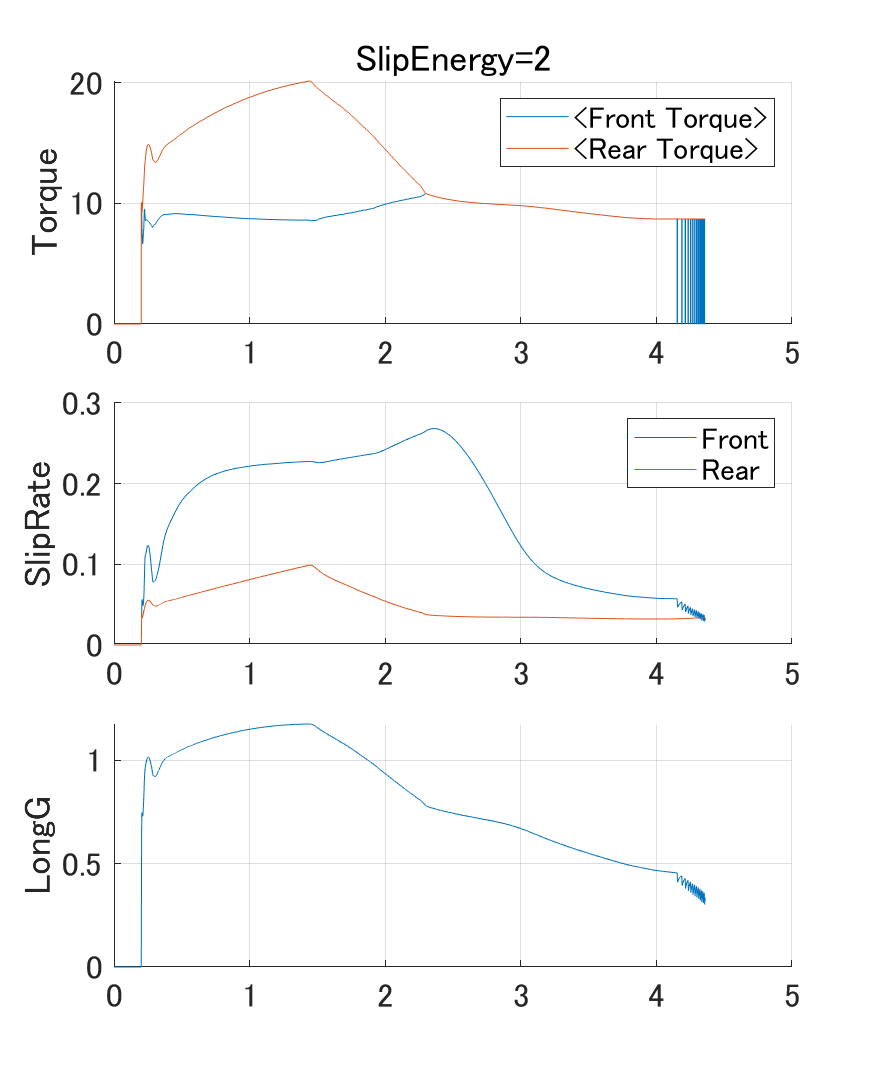 SlipEnergy=2
Torque
20
10
0
<Front Torque>
<Rear Torque>
0 1 2 3 4 5
SlipRate
0.3
0.2
0.1
0
Front
Rear
0 1 2 3 4 5
LongG
1
0.5
0
0 1 2 3 4 5